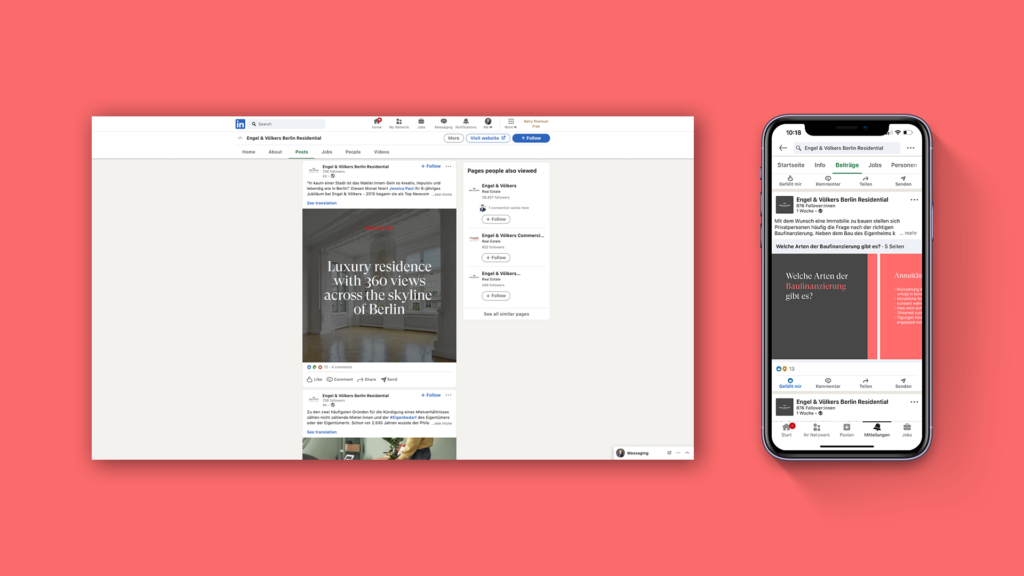 Search
Home
My Network
Jobs
Messaging
Notifications
Me
More
Retry Premium
Free
Engel & Völkers Berlin Residential
More
Visit website
+ Follow
Home
About
Posts
Jobs
People
Videos
Engel & Völkers Berlin Residential
+ Follow
"In kaum einer Stadt ist das Makler:innen-Sein so kreativ, impulsiv und
lebendig wie in Berlin". Diesen Monat feiert Jessica Paul ihr 6-jähriges
Jubiläum bei Engel & Völkers - 2015 begann sie als Top Newcom ...see more
See translation
Luxury residence
with 360 views
across the skyline
of Berlin
Like
Comment
Share
Send
Engel & Völkers Berlin Residential
+ Follow
Zu den zwei häufigsten Gründen für die Kündigung eines Mietverhältnisses
zählen nicht zahlende Mieter:innen und der #Eigenbedarf des Eigentümers
oder der Eigentümerin. Schon vor 2.500 Jahren wusste der Philo ...see more
See translation
Pages people also viewed
Engel & Völkers
Real Estate
1 connection works here
+ Follow
Engel & Völkers Commerci...
Real Estate
+ Follow
Engel & Völkers...
Real Estate
+ Follow
See all similar pages
Messaging
10:18
Engel & Völkers Berlin Residential
Startseite
Info
Beiträge
Jobs
Personen
Gefällt mir
Kommentar
Teilen
Senden
Engel & Völkers Berlin Residential
876 Follower:innen
1 Woche
Mit dem Wunsch eine Immobilie zu bauen stellen sich
Privatpersonen häufig die Frage nach der richtigen
Baufinanzierung. Neben dem Bau des Eigenheims k ... mehr
Welche Arten der Baufinanzierung gibt es? · 5 Seiten
Welche Arten der
Baufinanzierung
gibt es?
13
Gefällt mir
Kommentar
Teilen
Senden
Engel & Völkers Berlin Residential
876 Follower:innen
1 Woche
Start
Ihr Netzwerk
Posten
Mitteilungen
Jobs